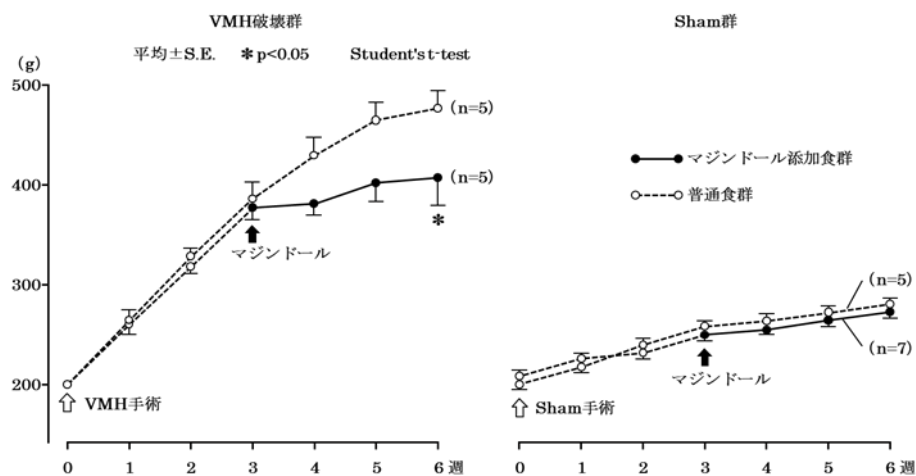 VMH破壊群
Sham群
平均±S.E. ＊p<0.05 Student's t-test
(g)
500
400
300
200
0 1 2 3 4 5 6 週
(n=5)
(n=5)
＊
マジンドール
VMH手術
マジンドール添加食群
普通食群
(n=5)
(n=7)
マジンドール
Sham手術
0 1 2 3 4 5 6 週